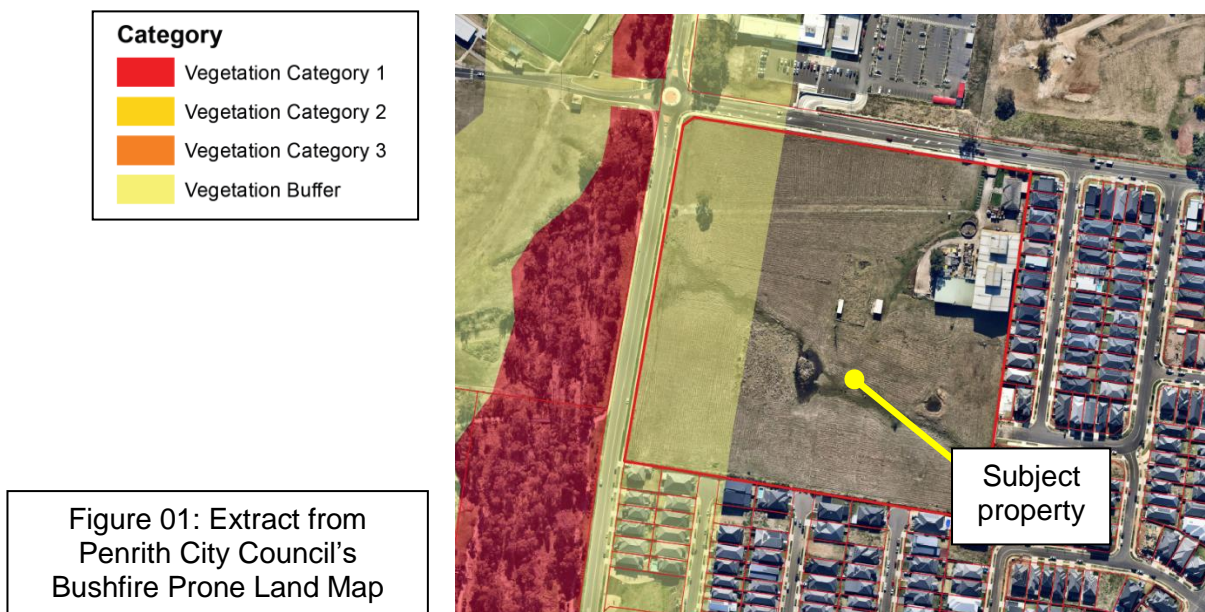 Category
Vegetation Category 1
Vegetation Category 2
Vegetation Category 3
Vegetation Buffer
Subject
property
Figure 01: Extract from
Penrith City Council’s
Bushfire Prone Land Map